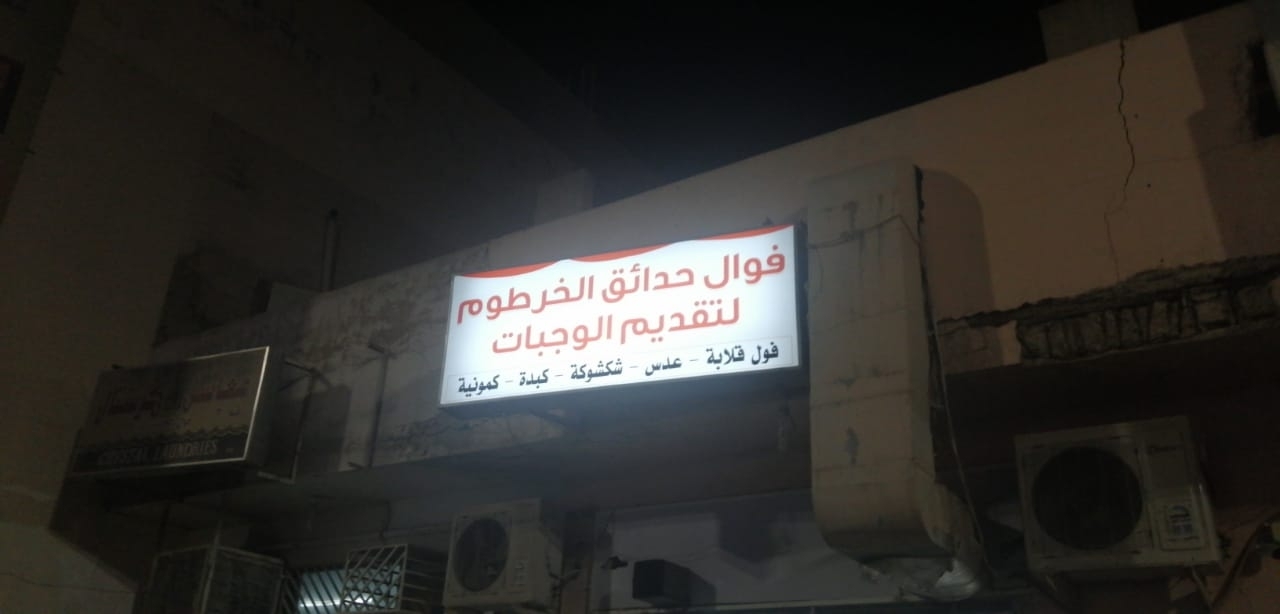 فوال حدائق الخرطوم
لتقديم الوجبات
فول قلابة - عدس - شكشوكة - كبدة - كمونية
LAUNDRIES